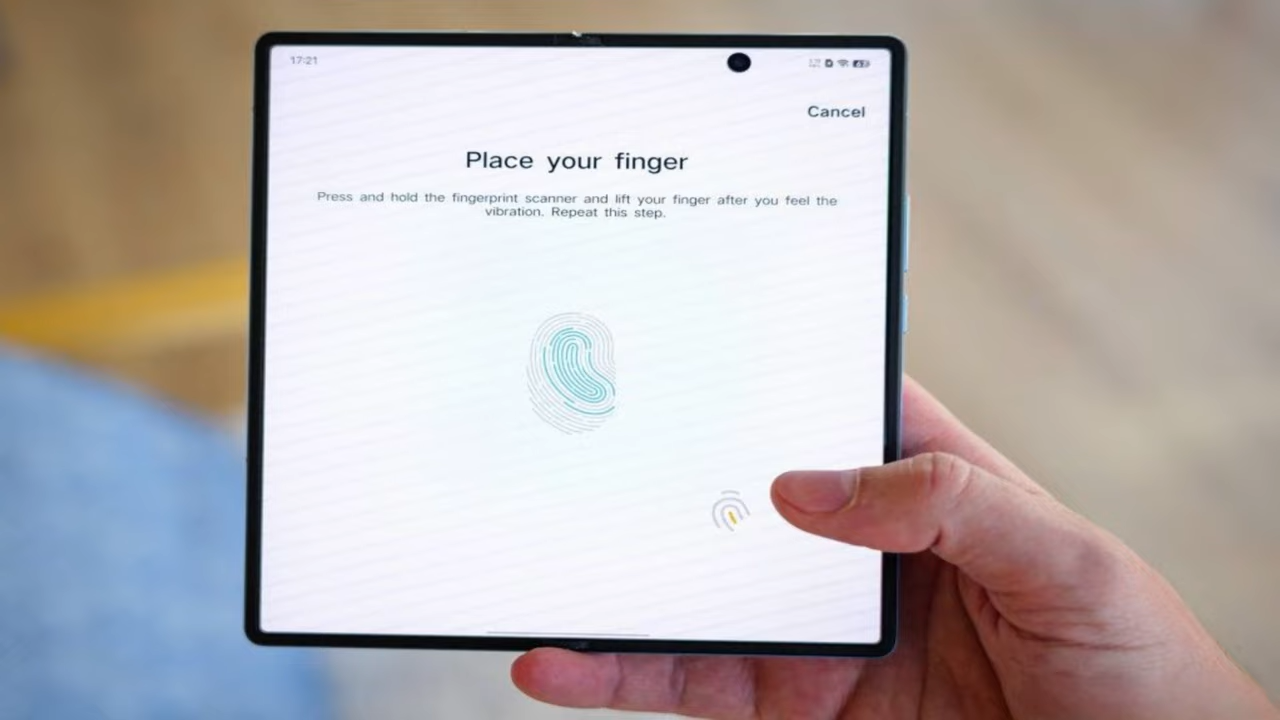 17:21
Cancel
Place your finger
Press and hold the fingerprint scanner and lift your finger after you feel the
vibration. Repeat this step.